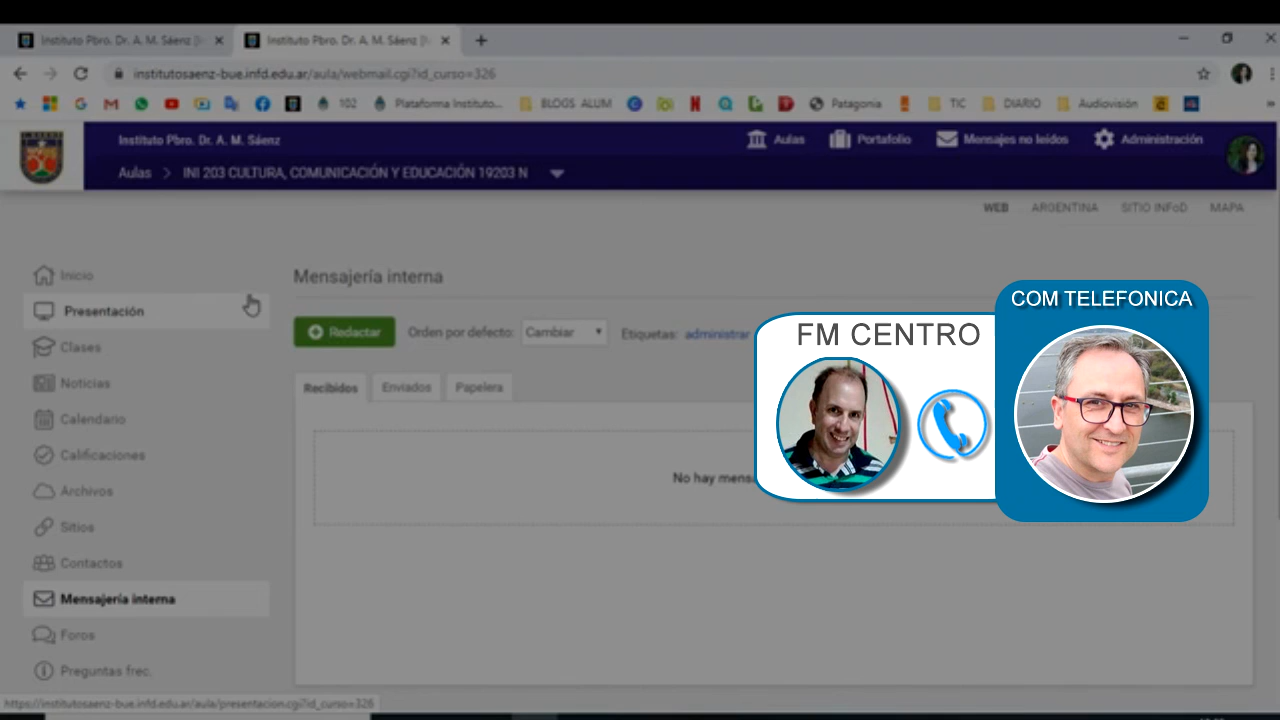 Instituto Pbro. Dr. A. M. Sáenz
Instituto Pbro. Dr. A. M. Sáenz
institutosaenz-bue.infd.edu.ar/aula/webmail.cgi?id_curso=326
102
Plataforma Instituto...
BLOGS ALUM
Patagonia
TIC
DIARIO
Audiovisión
Instituto Pbro. Dr. A. M. Sáenz
Aulas
Portafolio
Mensajes no leídos
Administración
Aulas > INI 203 CULTURA, COMUNICACIÓN Y EDUCACIÓN 19203 N
WEB
ARGENTINA
SITIO INFoD
MAPA
Inicio
Presentación
Clases
Noticias
Calendario
Calificaciones
Archivos
Sitios
Contactos
Mensajería interna
Foros
Preguntas frec.
Mensajería interna
Redactar
Orden por defecto:
Cambiar
Etiquetas:
administrar
Recibidos
Enviados
Papelera
No hay
FM CENTRO
COM TELEFONICA
https://institutosaenz-bue.infd.edu.ar/aula/presentacion.cgi?id_curso=326